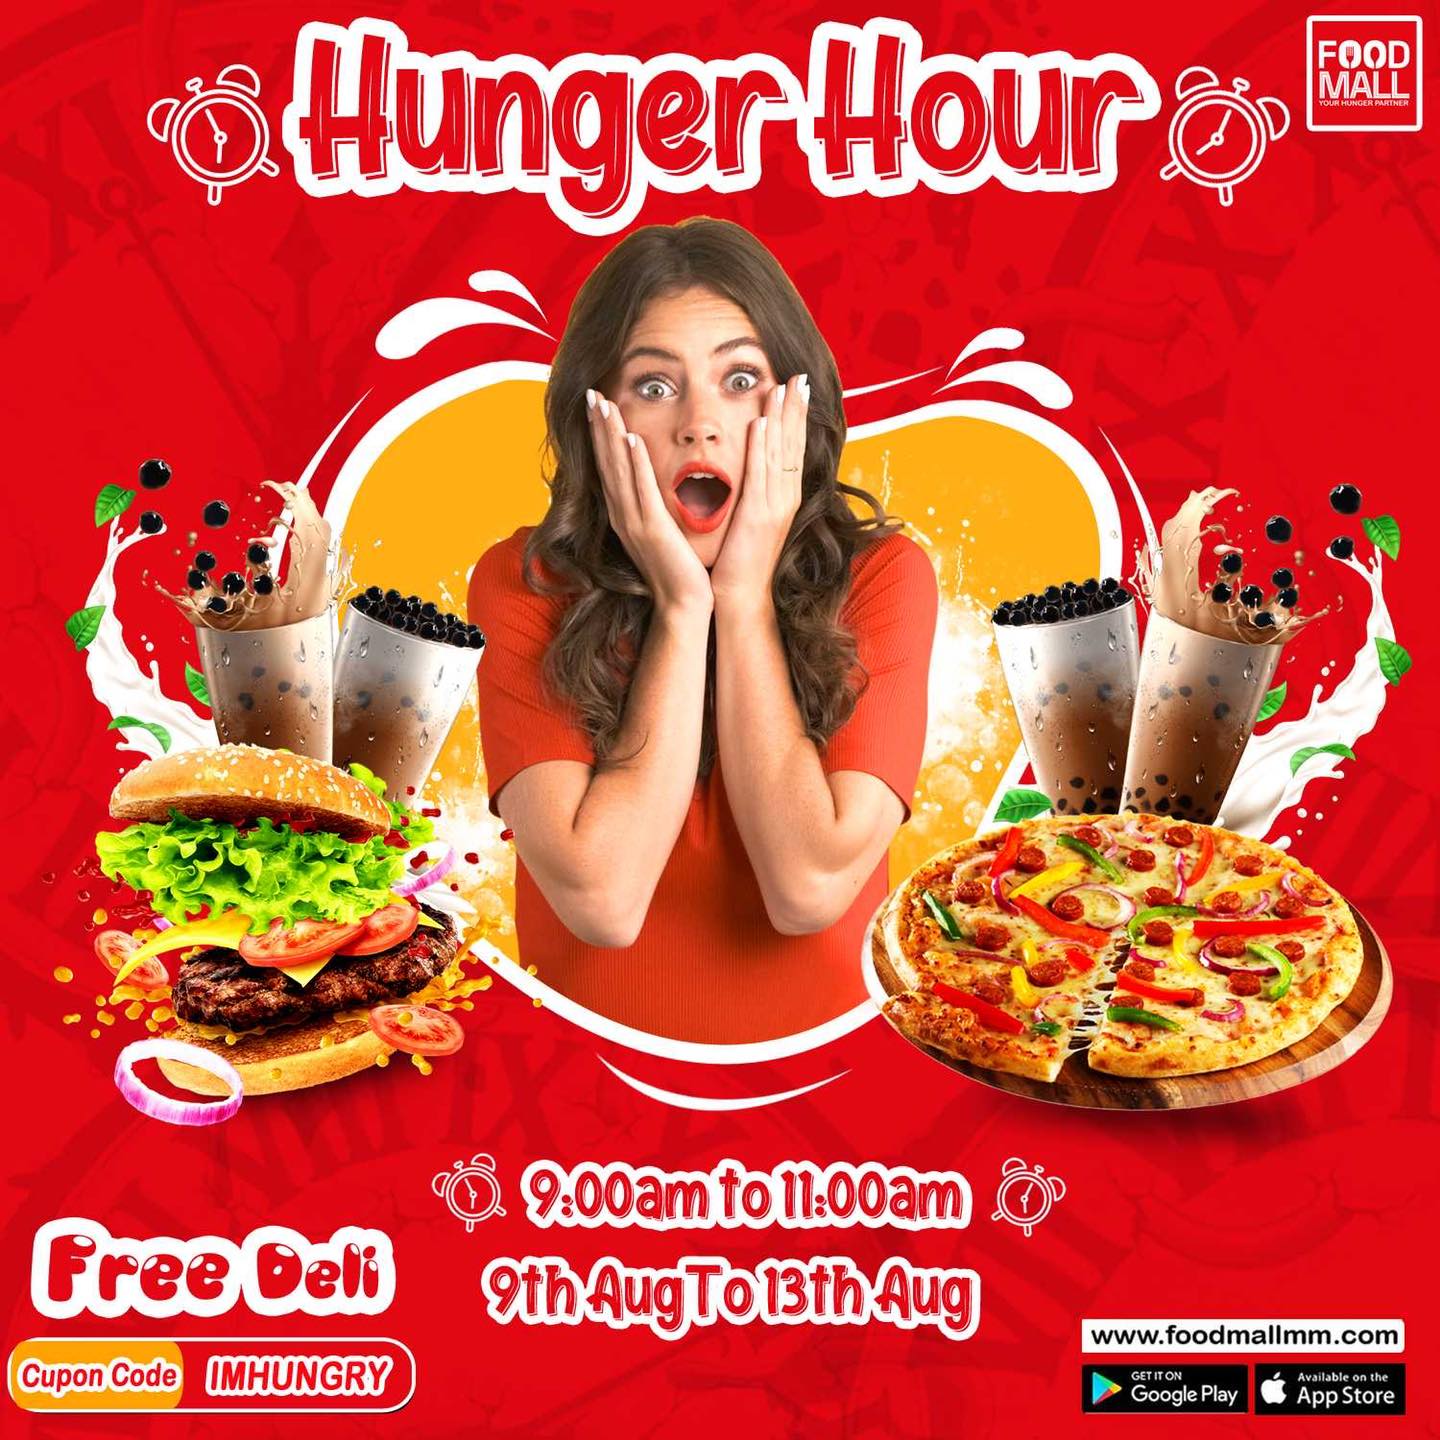 Hunger Hour
FOOD
MALL
YOUR HUNGER PARTNER
9:00am to 11:00am
9th Aug To 13th Aug
Free Deli
Cupon Code IMHUNGRY
www.foodmallmm.com
GET IT ON
Google Play
Available on the
App Store